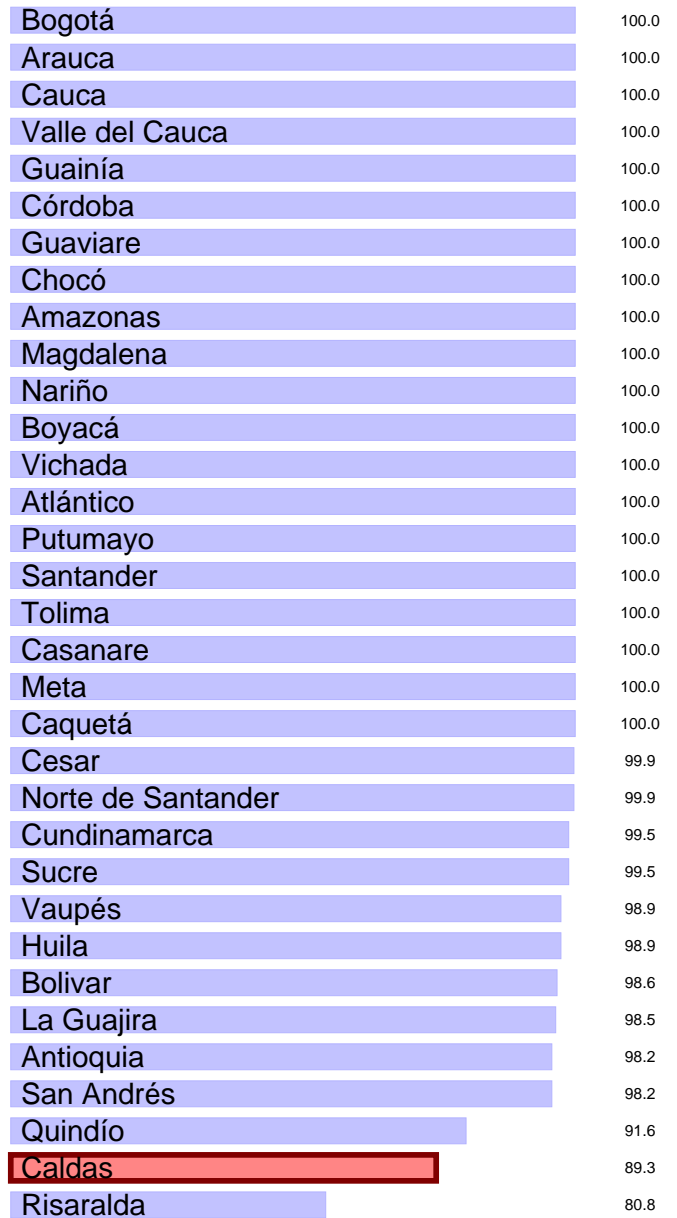 Bogotá 100.0
Arauca 100.0
Cauca 100.0
Valle del Cauca 100.0
Guainía 100.0
Córdoba 100.0
Guaviare 100.0
Chocó 100.0
Amazonas 100.0
Magdalena 100.0
Nariño 100.0
Boyacá 100.0
Vichada 100.0
Atlántico 100.0
Putumayo 100.0
Santander 100.0
Tolima 100.0
Casanare 100.0
Meta 100.0
Caquetá 100.0
Cesar 99.9
Norte de Santander 99.9
Cundinamarca 99.5
Sucre 99.5
Vaupés 98.9
Huila 98.9
Bolivar 98.6
La Guajira 98.5
Antioquia 98.2
San Andrés 98.2
Quindío 91.6
Caldas 89.3
Risaralda 80.8